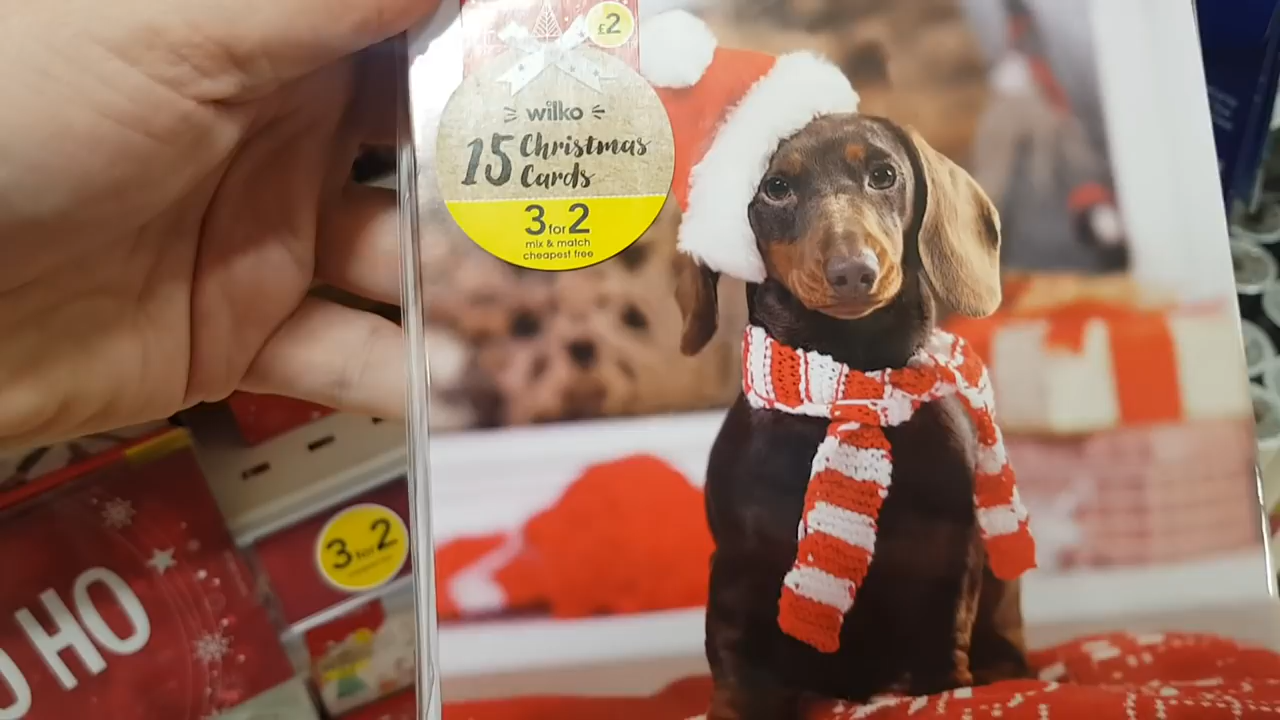 £2
wilko
15 Christmas
Cards
3 for 2
mix & match
cheapest free
3 for 2
HO